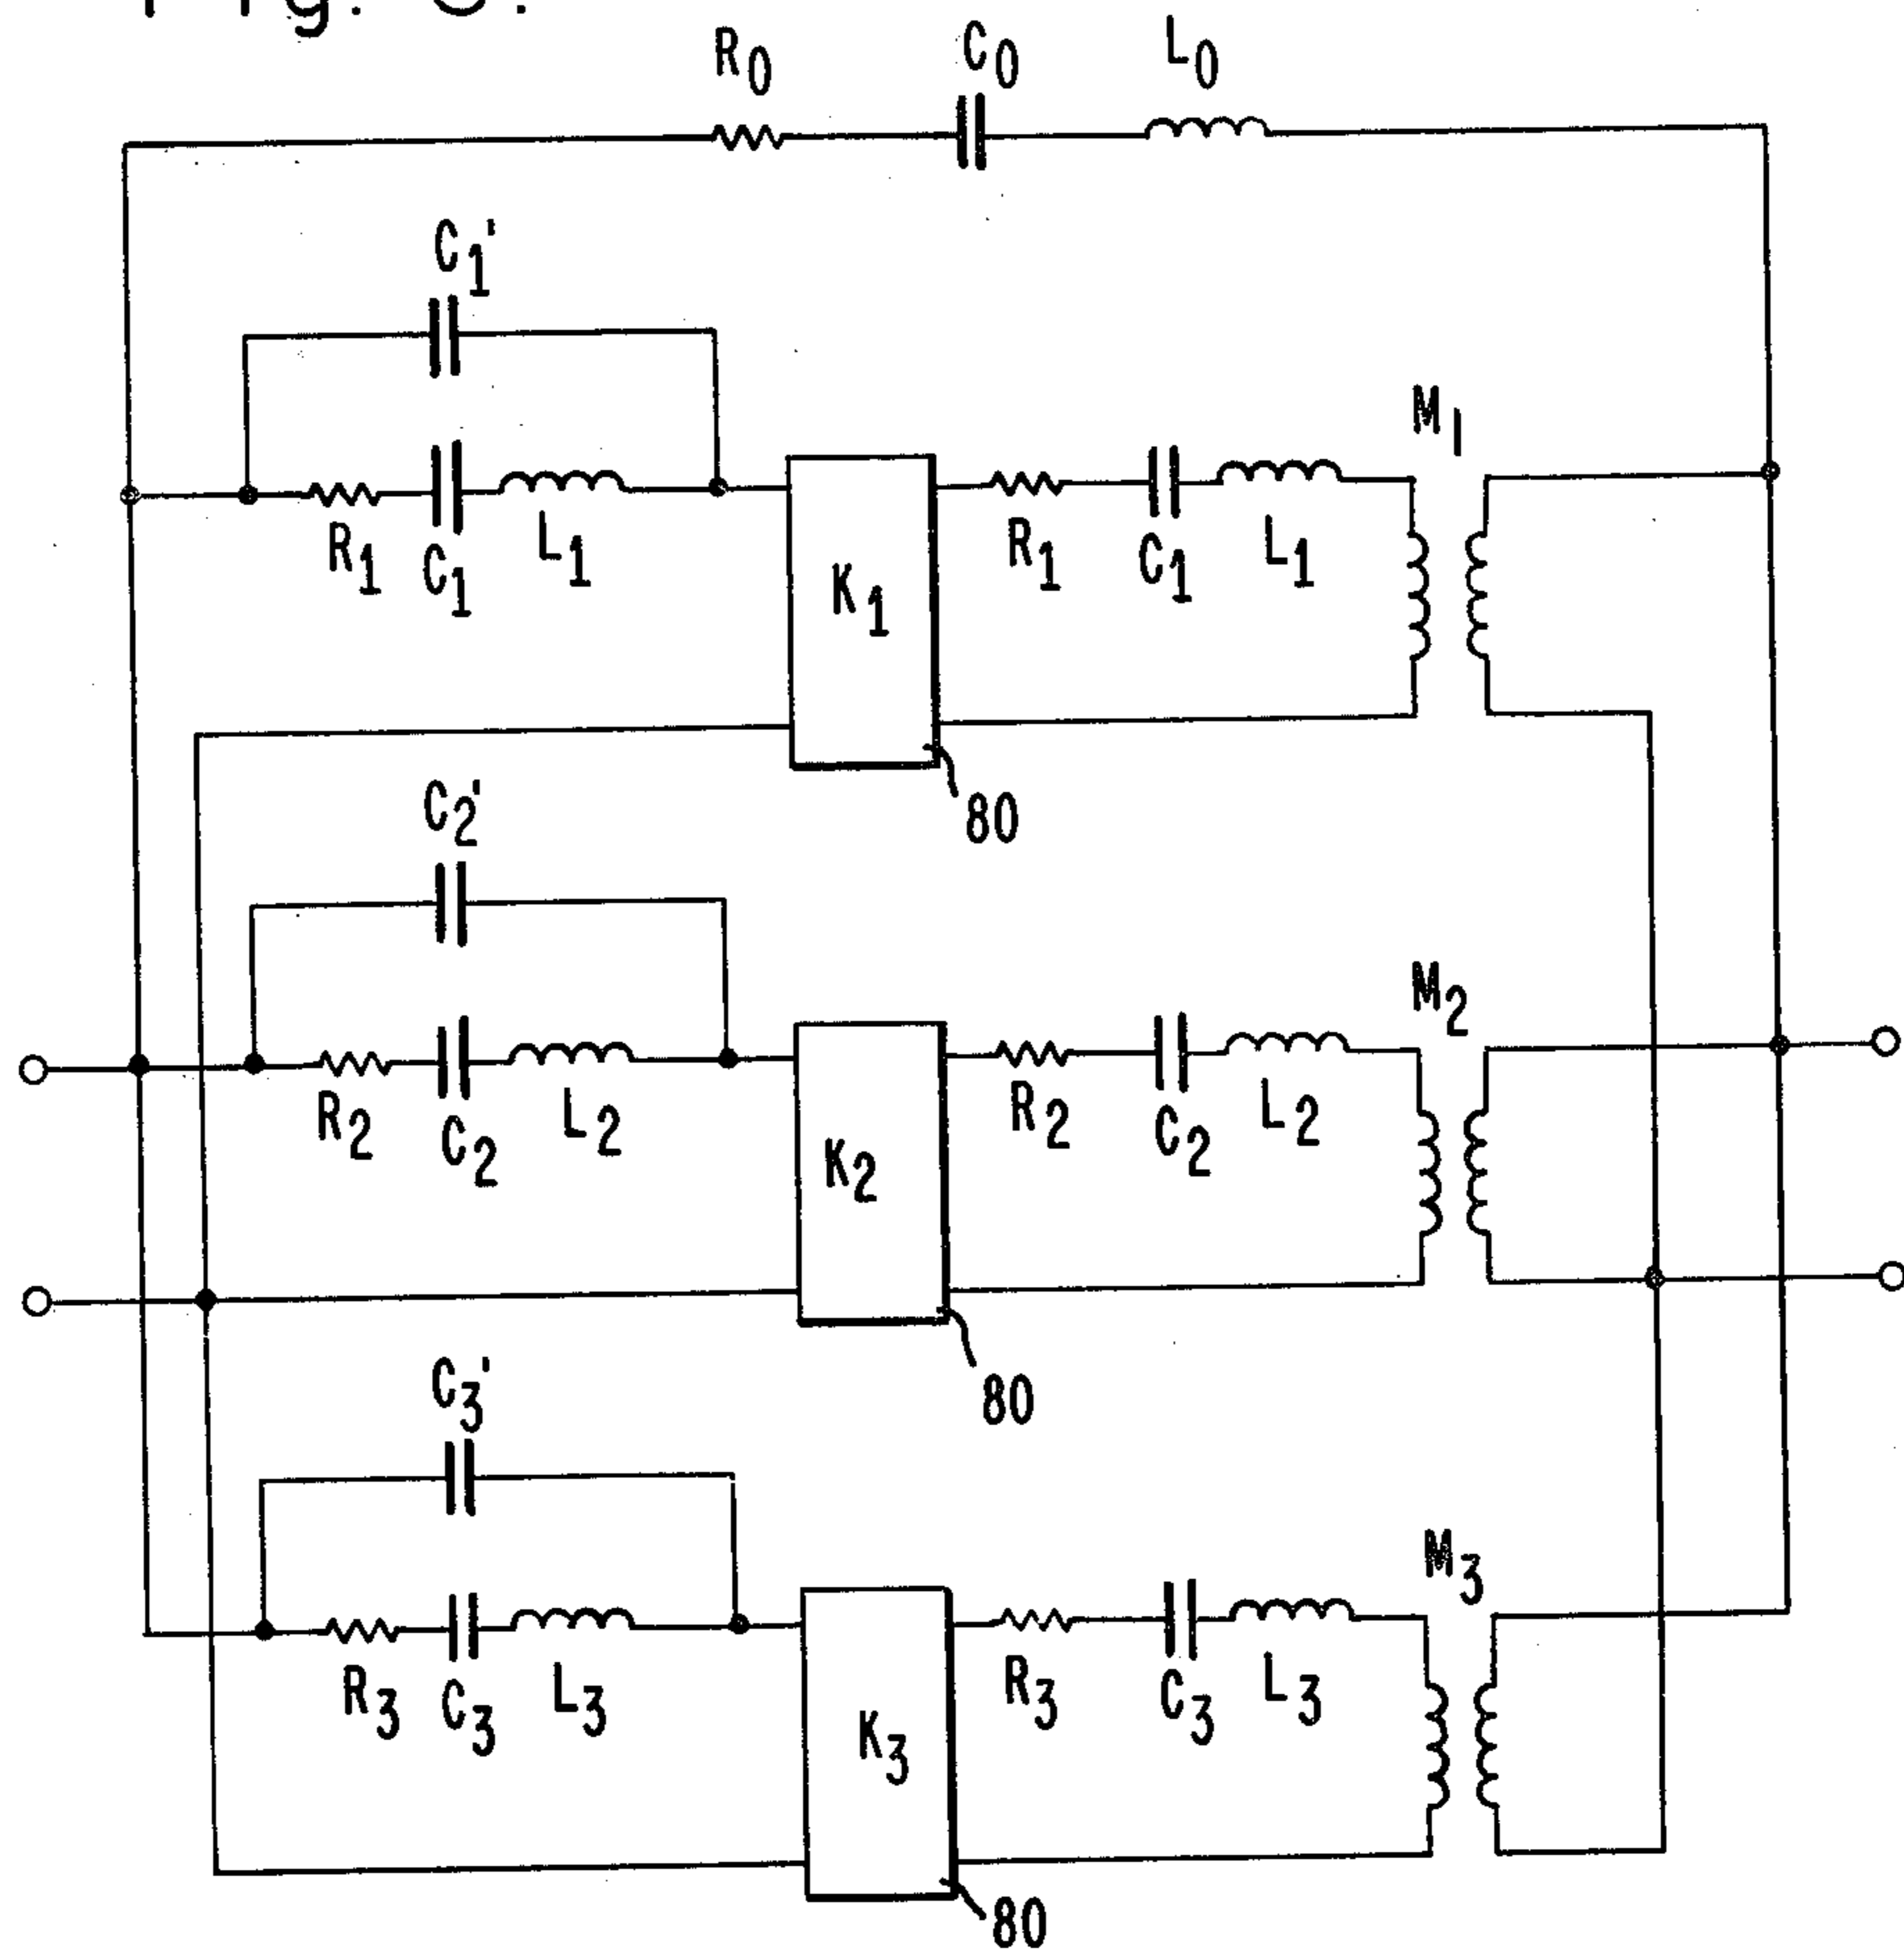 R0 C0 L0
C1'
M1
R1 C1 L1 K1 R1 C1 L1
80
C2'
M2
R2 C2 L2 K2 R2 C2 L2
80
C3'
M3
R3 C3 L3 K3 R3 C3 L3
80